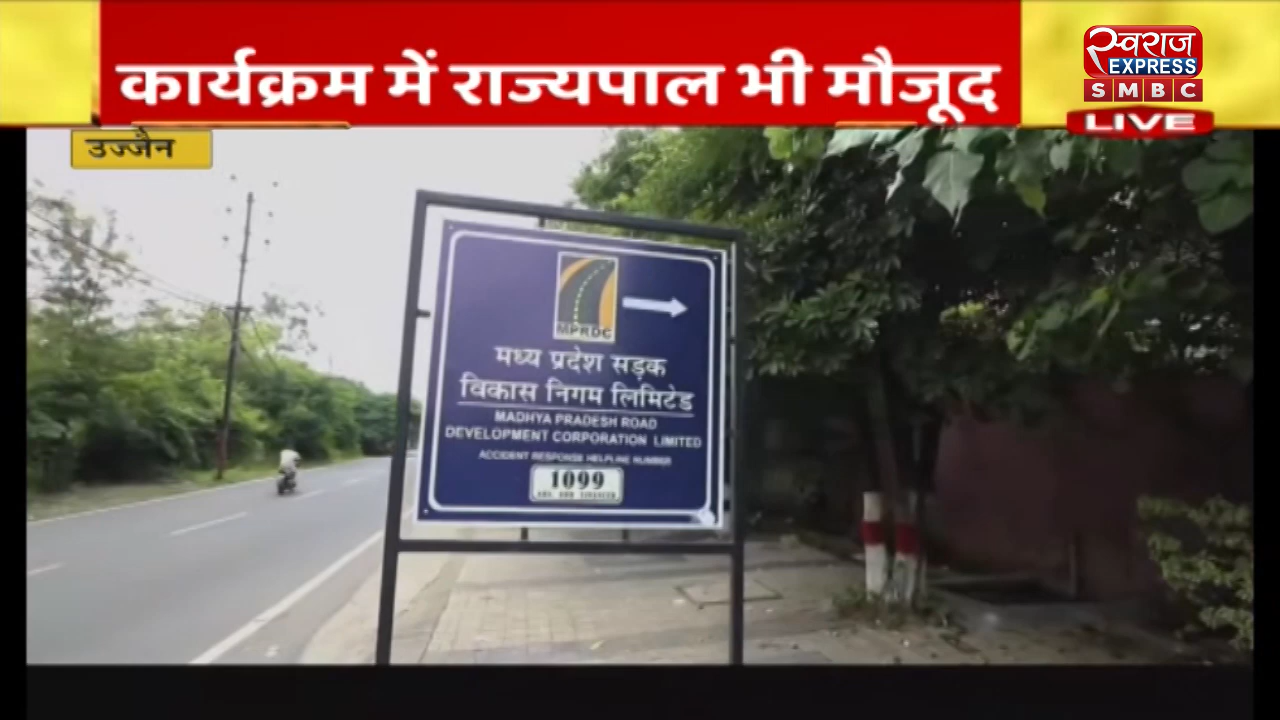 कार्यक्रम में राज्यपाल भी मौजूद
स्वराज
EXPRESS
SMBC
LIVE
उज्जैन
MPRDC
मध्य प्रदेश सड़क
विकास निगम लिमिटेड
MADHYA PRADESH ROAD
DEVELOPMENT CORPORATION LIMITED
ACCIDENT RESPONSE HELPLINE NUMBER
1099